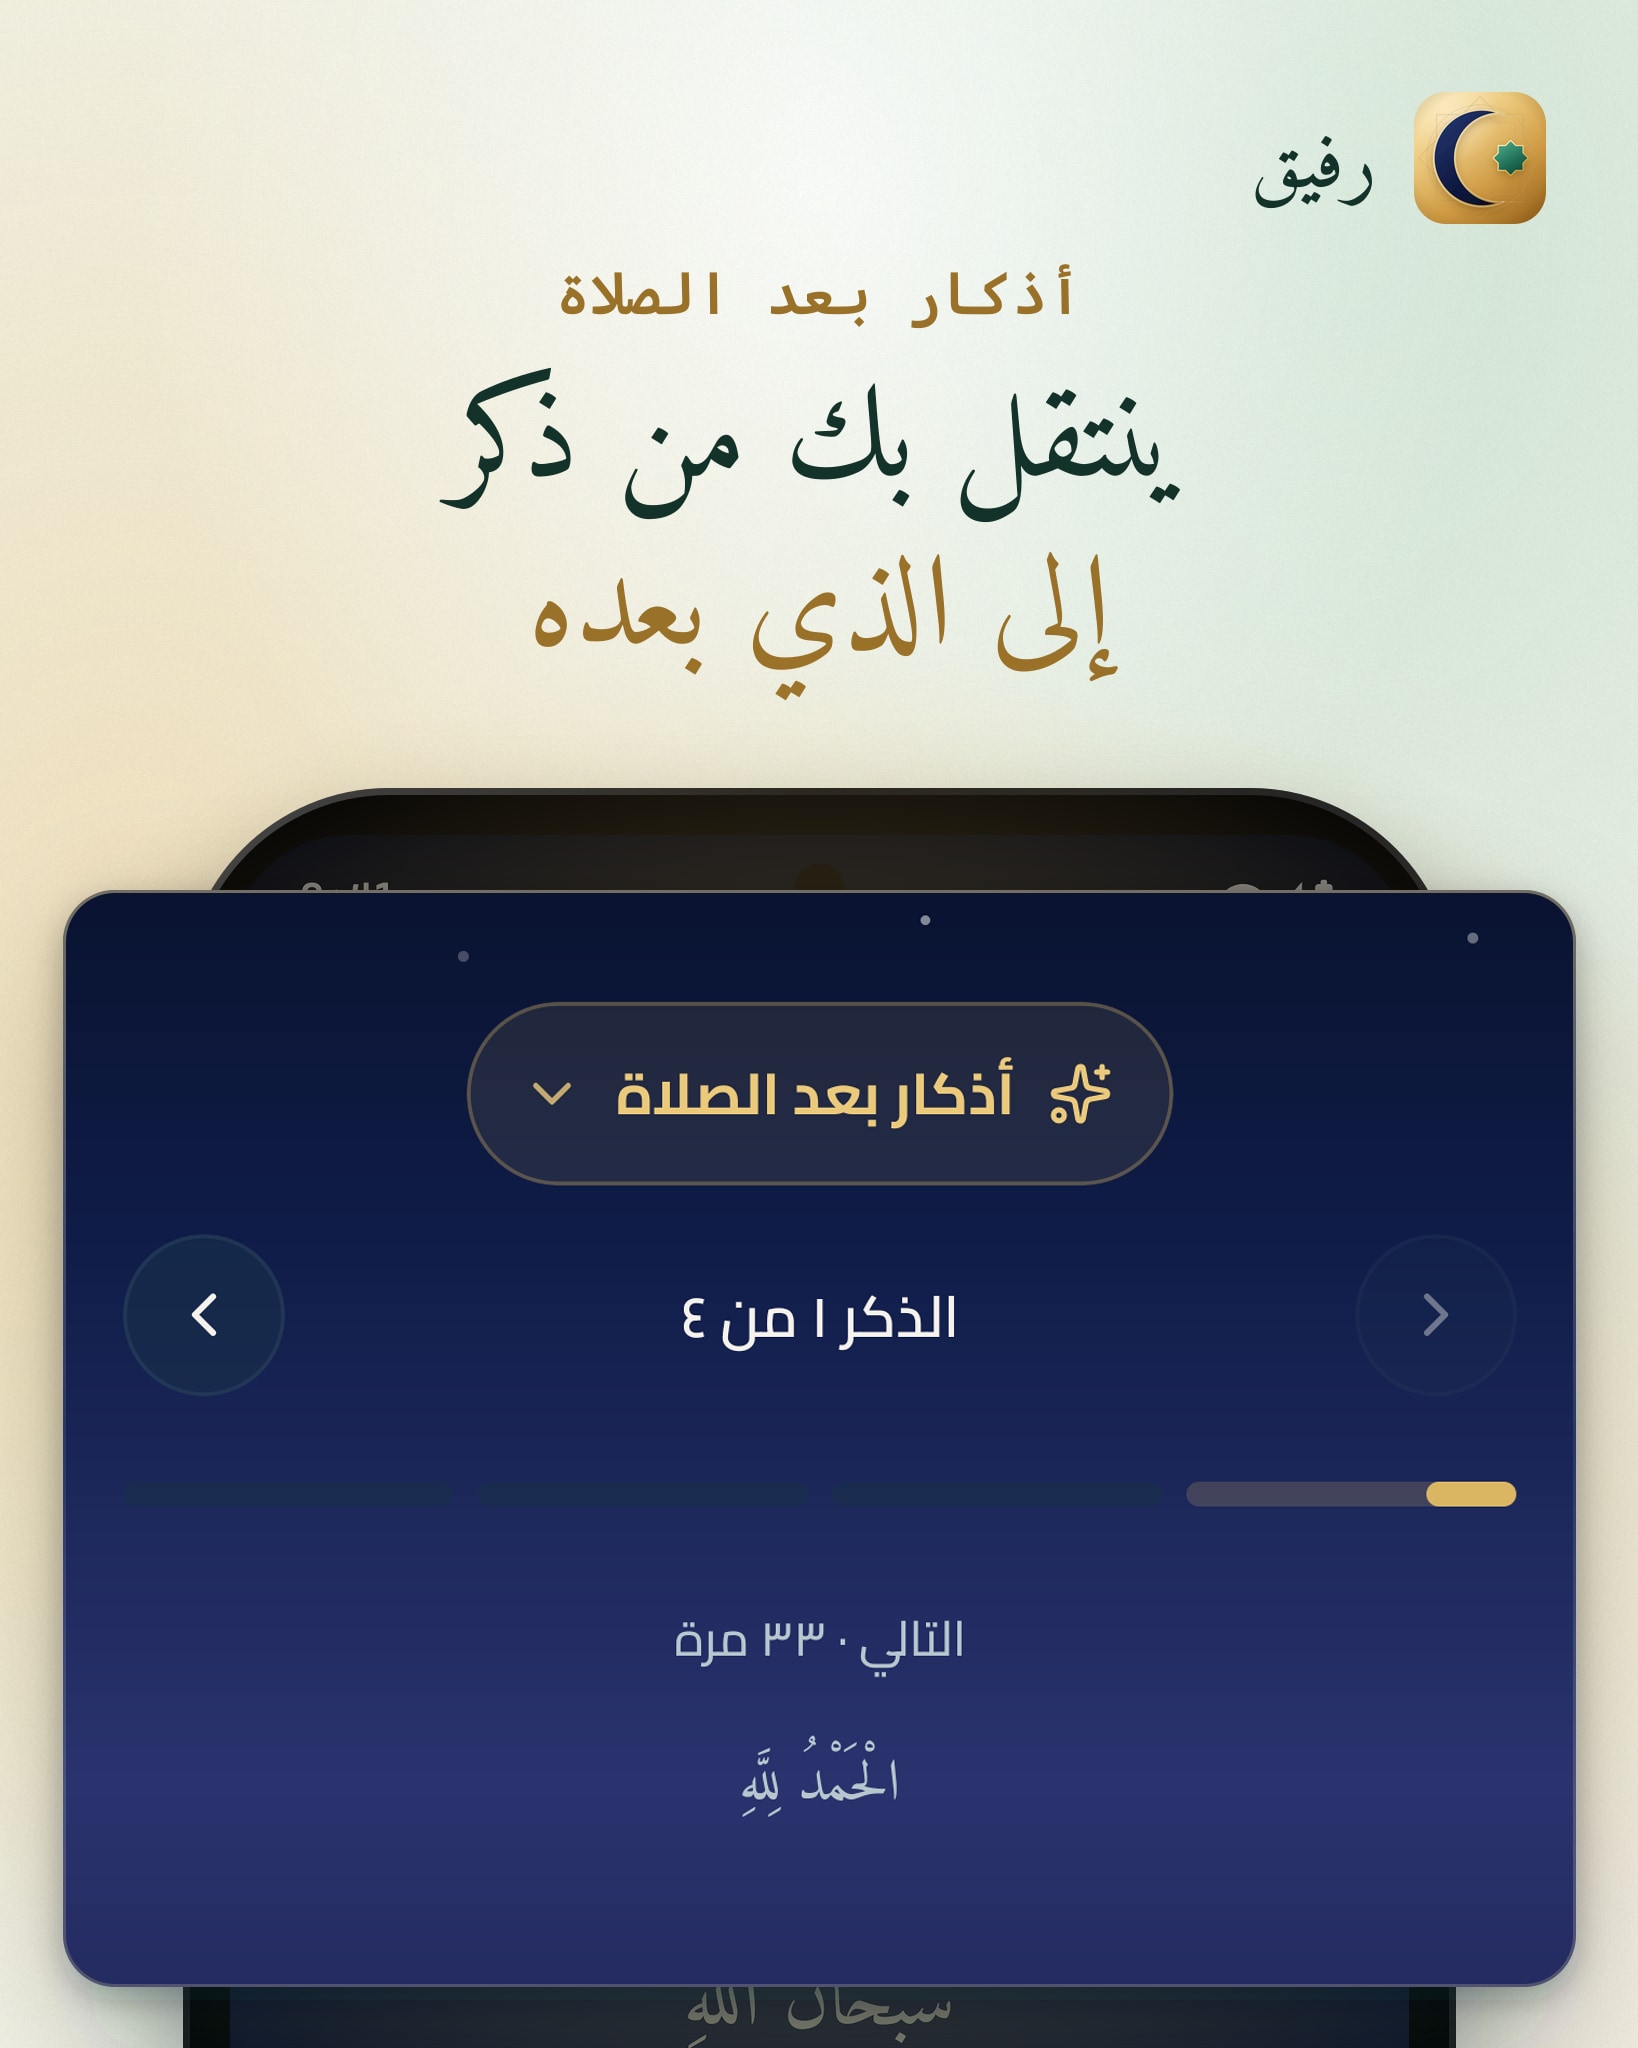 رفيق
أذكار بعد الصلاة
ينتقل بك من ذكر
إلى الذي بعده
أذكار بعد الصلاة
الذكر ١ من ٤
التالي · ٣٣ مرة
الْحَمْدُ لِلَّهِ
سبحان اللهِ